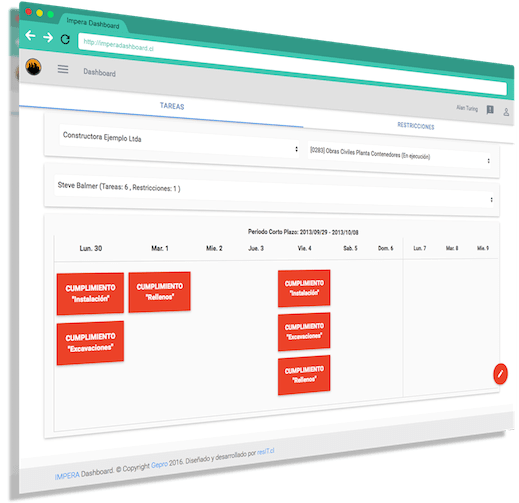 Impera Dashboard
http://imperadashboard.cl
Dashboard
Alan Turing
TAREAS
RESTRICCIONES
Constructora Ejemplo Ltda
[0283] Obras Civiles Planta Contenedores (En ejecución)
Steve Balmer (Tareas: 6 , Restricciones: 1 )
Periodo Corto Plazo: 2013/09/29 - 2013/10/08
Lun. 30 Mar. 1 Mie. 2 Jue. 3 Vie. 4 Sab. 5 Dom. 6 Lun. 7 Mar. 8 Mie. 9
CUMPLIMIENTO
"Instalación"
CUMPLIMIENTO
"Rellenos"
CUMPLIMIENTO
"Instalación"
CUMPLIMIENTO
"Excavaciones"
CUMPLIMIENTO
"Excavaciones"
CUMPLIMIENTO
"Rellenos"
IMPERA Dashboard. © Copyright Gepro 2016. Diseñado y desarrollado por resIT.cl